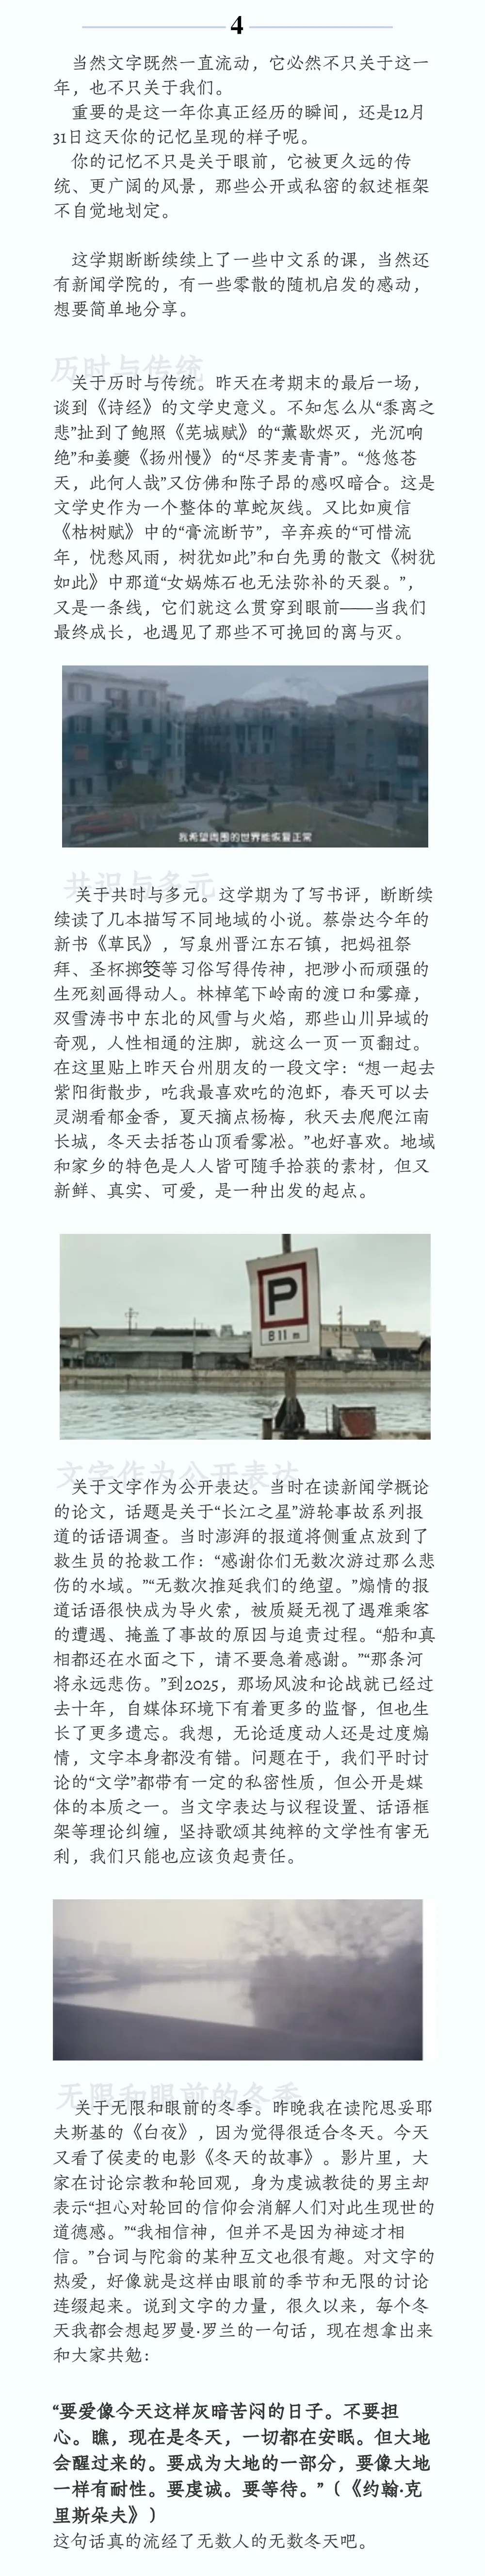 4
当然文字既然一直流动，它必然不只关于这一
年，也不只关于我们。
重要的是这一年你真正经历的瞬间，还是12月
31日这天你的记忆呈现的样子呢。
你的记忆不只是关于眼前，它被更久远的传
统、更广阔的风景，那些公开或私密的叙述框架
不自觉地划定。
这学期断断续续上了一些中文系的课，当然还
有新闻学院的，有一些零散的随机启发的感动，
想要简单地分享。
历时与传统
关于历时与传统。昨天在考期末的最后一场，
谈到《诗经》的文学史意义。不知怎么从“黍离之
悲”扯到了鲍照《芜城赋》的“薰歇烬灭，光沉响
绝”和姜夔《扬州慢》的“尽荠麦青青”。“悠悠苍
天，此何人哉”又仿佛和陈子昂的感叹暗合。这是
文学史作为一个整体的草蛇灰线。又比如庾信
《枯树赋》中的“膏流断节”，辛弃疾的“可惜流
年，忧愁风雨，树犹如此”和白先勇的散文《树犹
如此》中那道“女娲炼石也无法弥补的天裂。”，
又是一条线，它们就这么贯穿到眼前——当我们
最终成长，也遇见了那些不可挽回的离与灭。
我希望周围的世界能恢复正常
共识与多元
关于共时与多元。这学期为了写书评，断断续
续读了几本描写不同地域的小说。蔡崇达今年的
新书《草民》，写泉州晋江东石镇，把妈祖祭
拜、圣杯掷筊等习俗写得传神，把渺小而顽强的
生死刻画得动人。林棹笔下岭南的渡口和雾瘴，
双雪涛书中东北的风雪与火焰，那些山川异域的
奇观，人性相通的注脚，就这么一页一页翻过。
在这里贴上昨天台州朋友的一段文字：“想一起去
紫阳街散步，吃我最喜欢吃的泡虾，春天可以去
灵湖看郁金香，夏天摘点杨梅，秋天去爬爬江南
长城，冬天去括苍山顶看雾凇。”也好喜欢。地域
和家乡的特色是人人皆可随手拾获的素材，但又
新鲜、真实、可爱，是一种出发的起点。
P
B11 m
文字作为公开表达
关于文字作为公开表达。当时在读新闻学概论
的论文，话题是关于“长江之星”游轮事故系列报
道的话语调查。当时澎湃的报道将侧重点放到了
救生员的抢救工作：“感谢你们无数次游过那么悲
伤的水域。”“无数次推延我们的绝望。”煽情的报
道话语很快成为导火索，被质疑无视了遇难乘客
的遭遇、掩盖了事故的原因与追责过程。“船和真
相都还在水面之下，请不要急着感谢。”“那条河
将永远悲伤。”到2025，那场风波和论战就已经过
去十年，自媒体环境下有着更多的监督，但也生
长了更多遗忘。我想，无论适度动人还是过度煽
情，文字本身都没有错。问题在于，我们平时讨
论的“文学”都带有一定的私密性质，但公开是媒
体的本质之一。当文字表达与议程设置、话语框
架等理论纠缠，坚持歌颂其纯粹的文学性有害无
利，我们只能也应该负起责任。
无限和眼前的冬季
关于无限和眼前的冬季。昨晚我在读陀思妥耶
夫斯基的《白夜》，因为觉得很适合冬天。今天
又看了侯麦的电影《冬天的故事》。影片里，大
家在讨论宗教和轮回观，身为虔诚教徒的男主却
表示“担心对轮回的信仰会消解人们对此生现世的
道德感。”“我相信神，但并不是因为神迹才相
信。”台词与陀翁的某种互文也很有趣。对文字的
热爱，好像就是这样由眼前的季节和无限的讨论
连缀起来。说到文字的力量，很久以来，每个冬
天我都会想起罗曼·罗兰的一句话，现在想拿出来
和大家共勉：
“要爱像今天这样灰暗苦闷的日子。不要担
心。瞧，现在是冬天，一切都在安眠。但大地
会醒过来的。要成为大地的一部分，要像大地
一样有耐性。要虔诚。要等待。”（《约翰·克
里斯朵夫》）
这句话真的流经了无数人的无数冬天吧。